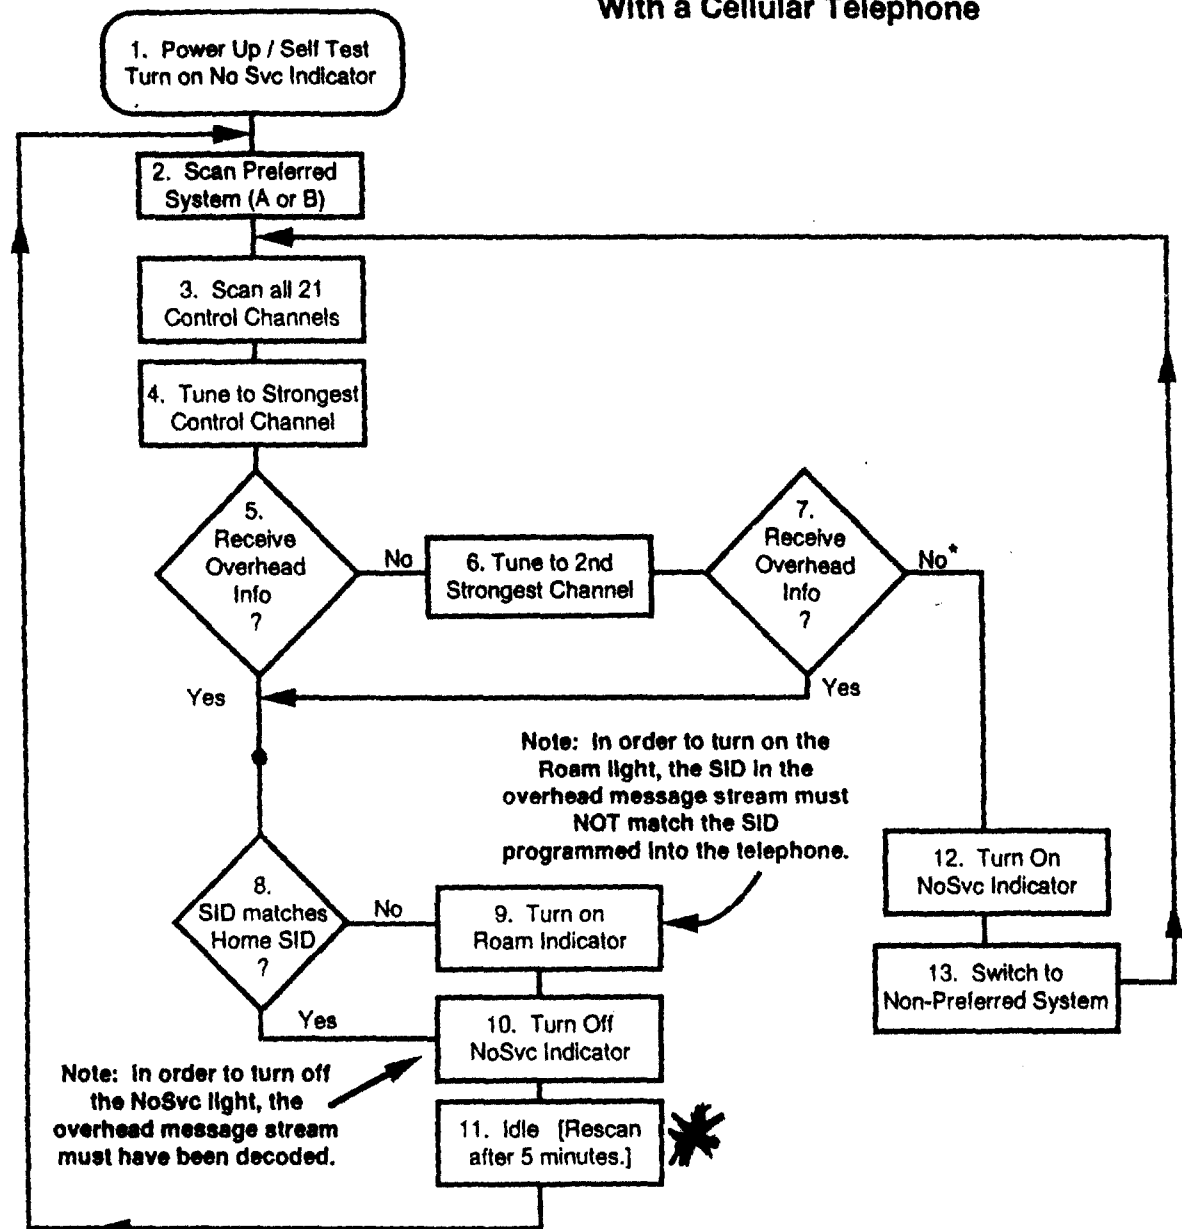 With a Cellular Telephone
1. Power Up / Self Test
Turn on No Svc Indicator
2. Scan Preferred
System (A or B)
3. Scan all 21
Control Channels
4. Tune to Strongest
Control Channel
5.
Receive
Overhead
Info
?
No
6. Tune to 2nd
Strongest Channel
7.
Receive
Overhead
Info
?
No*
Yes
Yes
Note: In order to turn on the
Roam light, the SID in the
overhead message stream must
NOT match the SID
programmed into the telephone.
8.
SID matches
Home SID
?
No
9. Turn on
Roam Indicator
Yes
10. Turn Off
NoSvc Indicator
Note: In order to turn off
the NoSvc light, the
overhead message stream
must have been decoded.
11. Idle [Rescan
after 5 minutes.]
12. Turn On
NoSvc Indicator
13. Switch to
Non-Preferred System